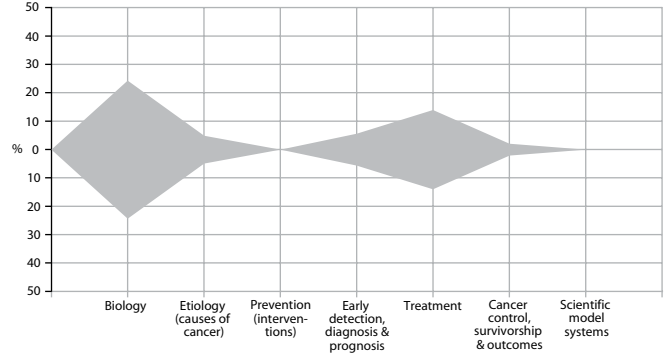 50
40
30
20
10
% 0
10
20
30
40
50
Biology
Etiology
(causes of
cancer)
Prevention
(interven-
tions)
Early
detection,
diagnosis &
prognosis
Treatment
Cancer
control,
survivorship
& outcomes
Scientific
model
systems